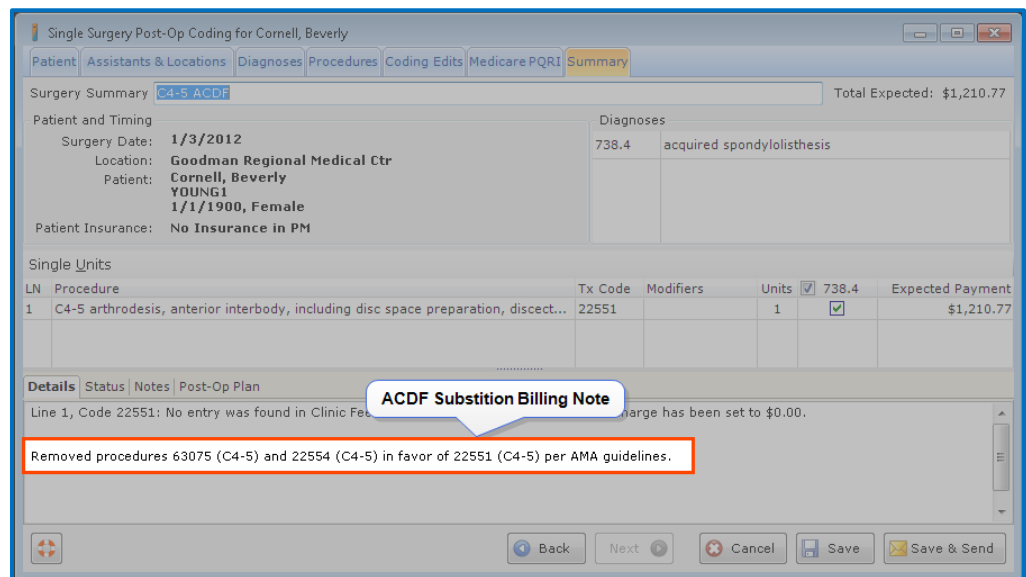 Single Surgery Post-Op Coding for Cornell, Beverly
Patient Assistants & Locations Diagnoses Procedures Coding Edits Medicare PQRI Summary
Surgery Summary C4-5 ACDF Total Expected: $1,210.77
Patient and Timing
Surgery Date: 1/3/2012
Location: Goodman Regional Medical Ctr
Patient: Cornell, Beverly
YOUNG1
1/1/1900, Female
Patient Insurance: No Insurance in PM
Diagnoses
738.4 acquired spondylolisthesis
Single Units
LN Procedure Tx Code Modifiers Units 738.4 Expected Payment
1 C4-5 arthrodesis, anterior interbody, including disc space preparation, discect... 22551 1 $1,210.77
Details Status Notes Post-Op Plan
ACDF Substition Billing Note
Line 1, Code 22551: No entry was found in Clinic has been set to $0.00.
Removed procedures 63075 (C4-5) and 22554 (C4-5) in favor of 22551 (C4-5) per AMA guidelines.
Back Next Cancel Save Save & Send